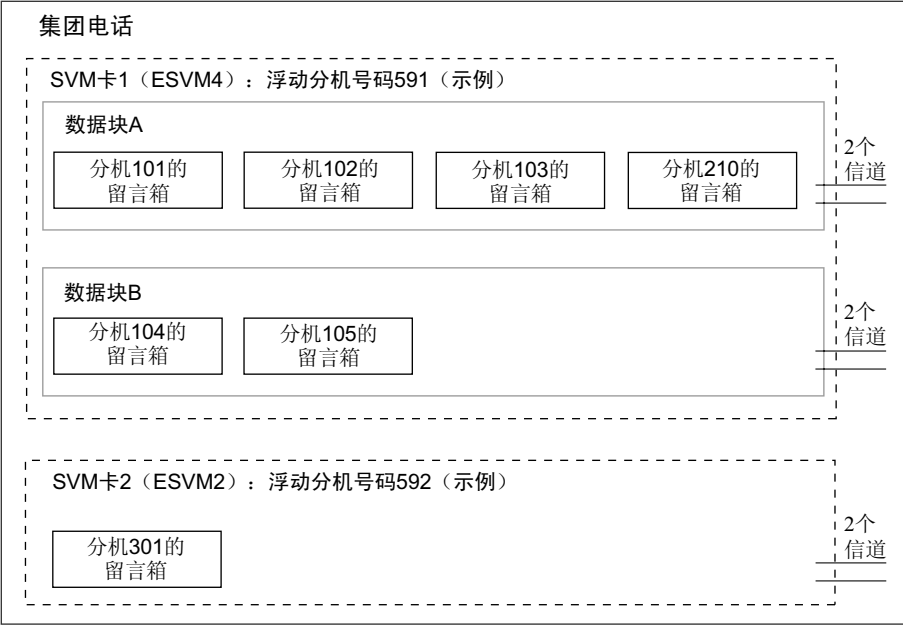 集团电话
SVM卡1（ESVM4）：浮动分机号码591（示例）
数据块A
分机101的
留言箱
分机102的
留言箱
分机103的
留言箱
分机210的
留言箱
2个
信道
数据块B
分机104的
留言箱
分机105的
留言箱
2个
信道
SVM卡2（ESVM2）：浮动分机号码592（示例）
分机301的
留言箱
2个
信道